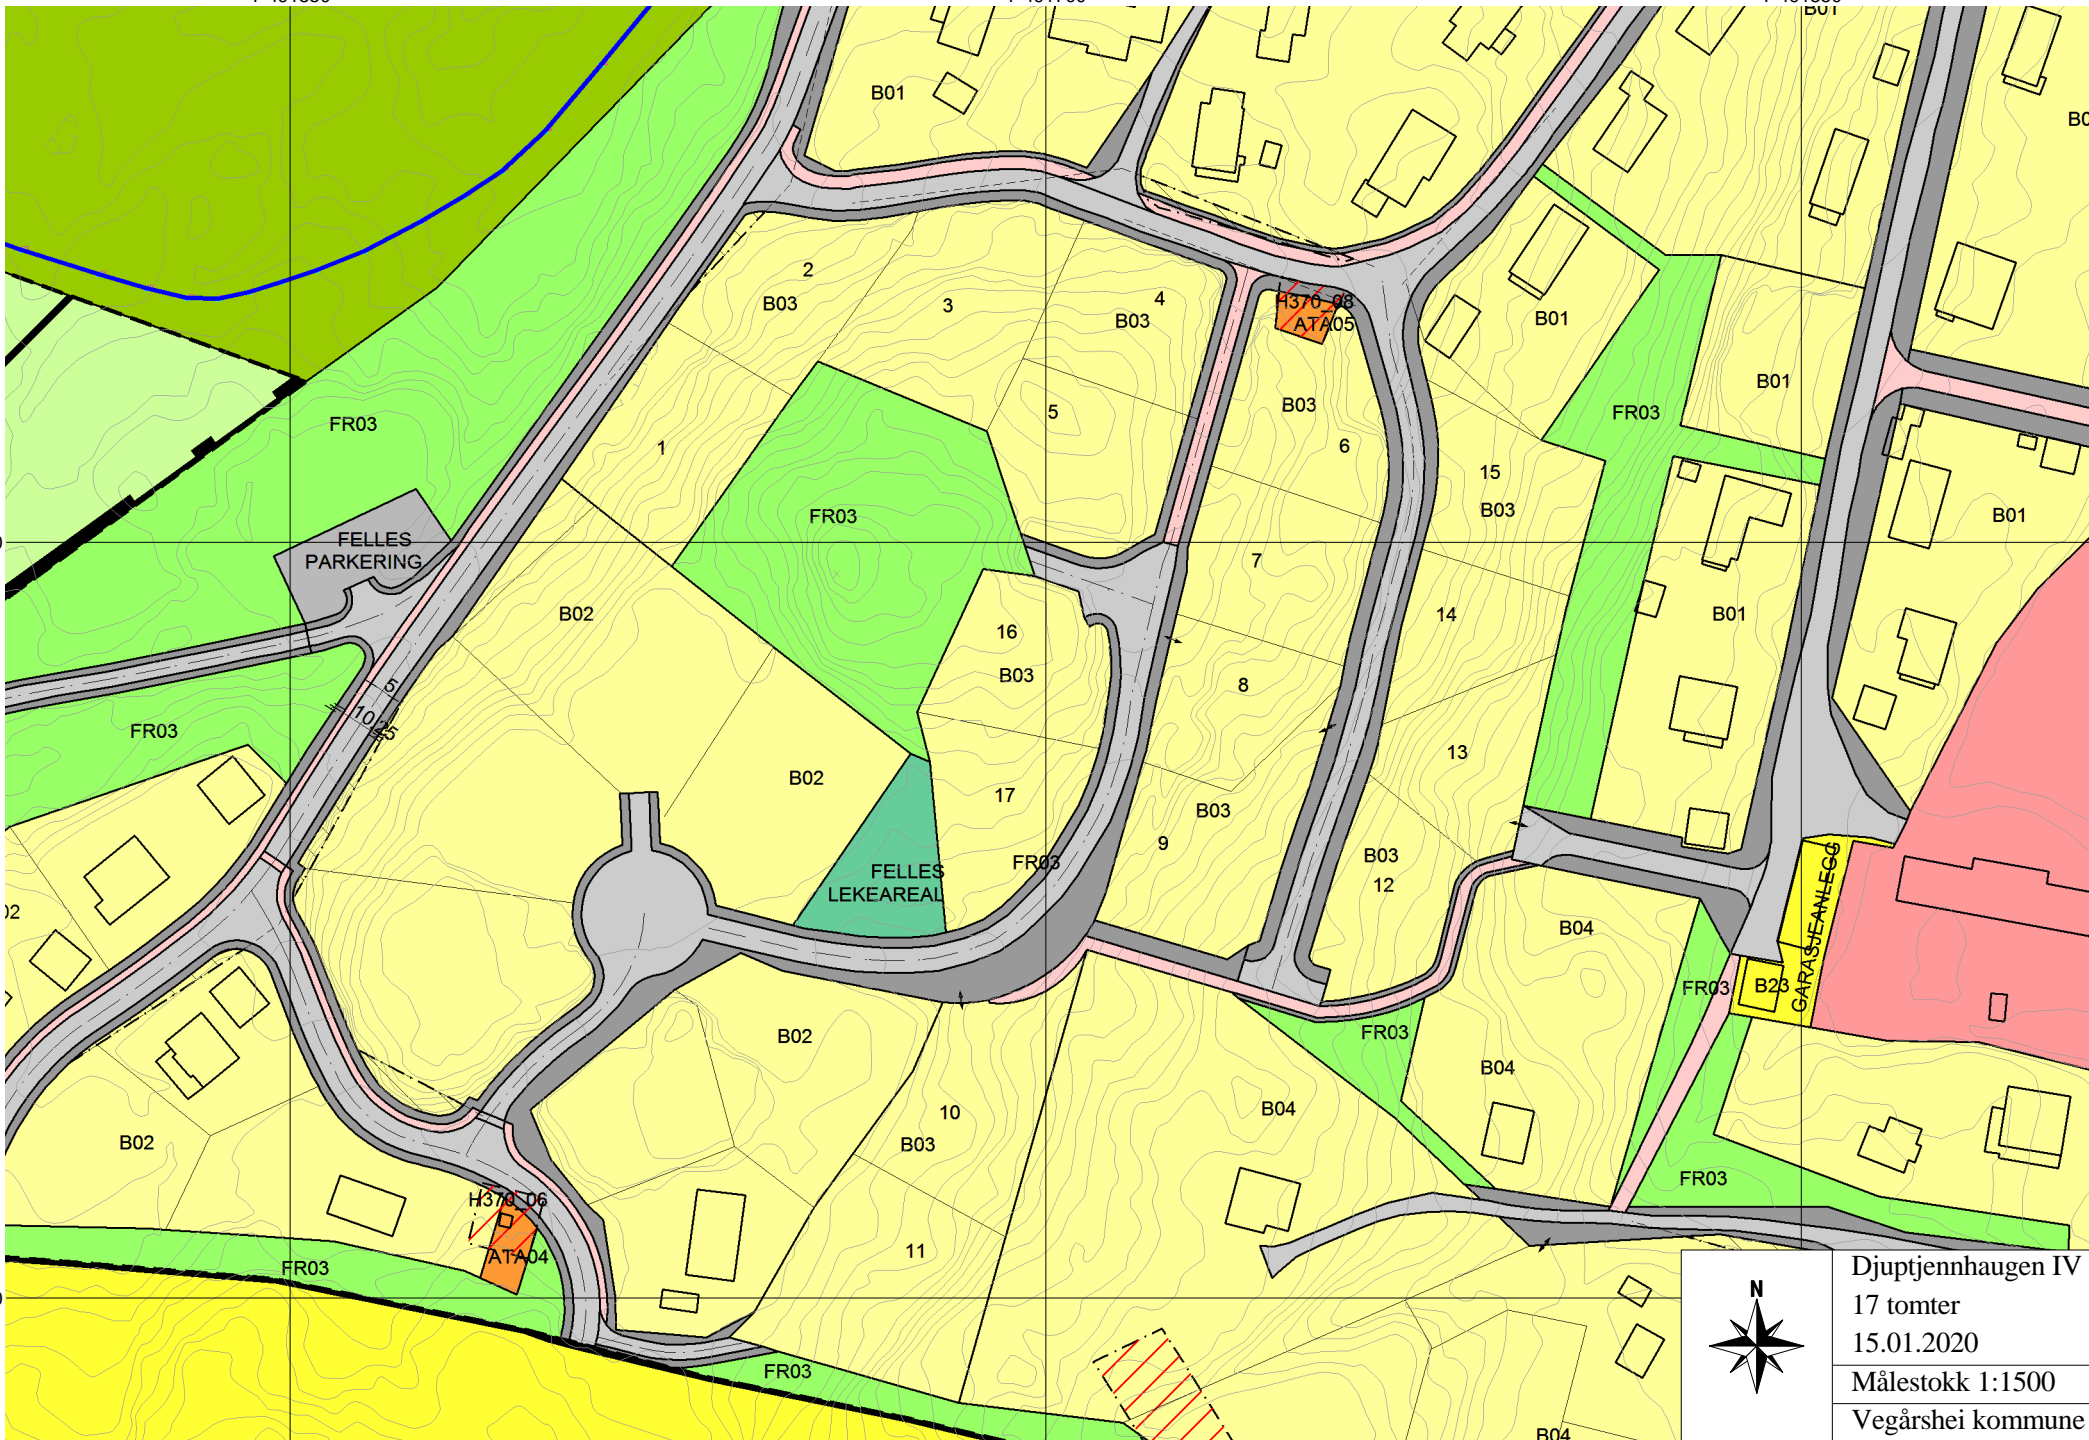 B01
B01
2
B03
3
4
B03
H370_08
ATA05
B01
B01
FR03
FR03
1
5
B03
6
15
B03
B01
FR03
FELLES
PARKERING
7
B02
16
B03
14
B01
8
5
10,25
FR03
13
B02
17
B03
9
FR03
FELLES
LEKEAREAL
B03
12
GARASJEANLEGG
B04
FR03
B23
B02
FR03
B04
10
B03
B04
B02
FR03
H370_06
ATA04
11
FR03
FR03
B04
N
Djuptjennhaugen IV
17 tomter
15.01.2020
Målestokk 1:1500
Vegårshei kommune